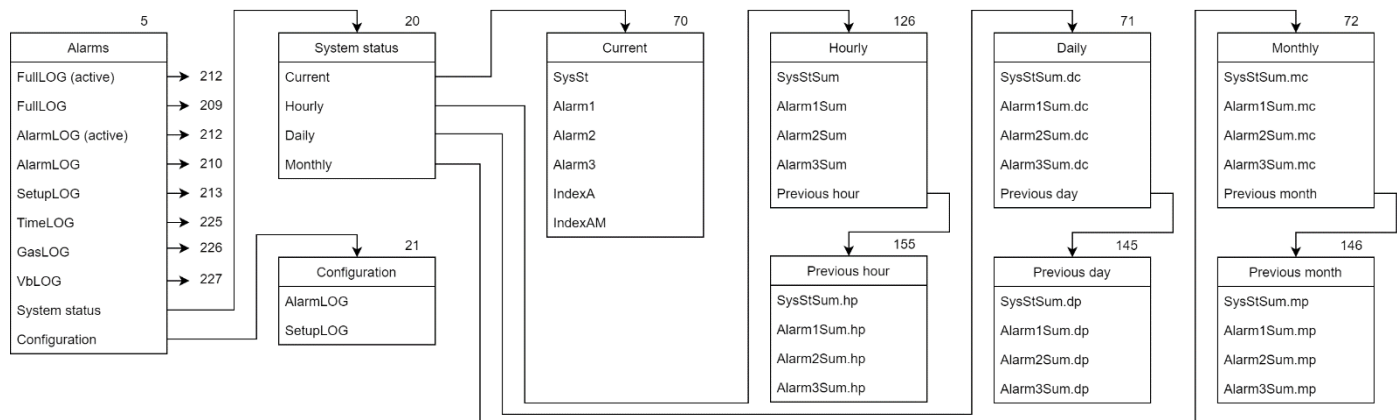 5
Alarms
FullLOG (active)
212
FullLOG
209
AlarmLOG (active)
212
AlarmLOG
210
SetupLOG
213
TimeLOG
225
GasLOG
226
VbLOG
227
System status
Configuration
20
System status
Current
Hourly
Daily
Monthly
21
Configuration
AlarmLOG
SetupLOG
70
Current
SysSt
Alarm1
Alarm2
Alarm3
IndexA
IndexAM
126
Hourly
SysStSum
Alarm1Sum
Alarm2Sum
Alarm3Sum
Previous hour
155
Previous hour
SysStSum.hp
Alarm1Sum.hp
Alarm2Sum.hp
Alarm3Sum.hp
71
Daily
SysStSum.dc
Alarm1Sum.dc
Alarm2Sum.dc
Alarm3Sum.dc
Previous day
145
Previous day
SysStSum.dp
Alarm1Sum.dp
Alarm2Sum.dp
Alarm3Sum.dp
72
Monthly
SysStSum.mc
Alarm1Sum.mc
Alarm2Sum.mc
Alarm3Sum.mc
Previous month
146
Previous month
SysStSum.mp
Alarm1Sum.mp
Alarm2Sum.mp
Alarm3Sum.mp